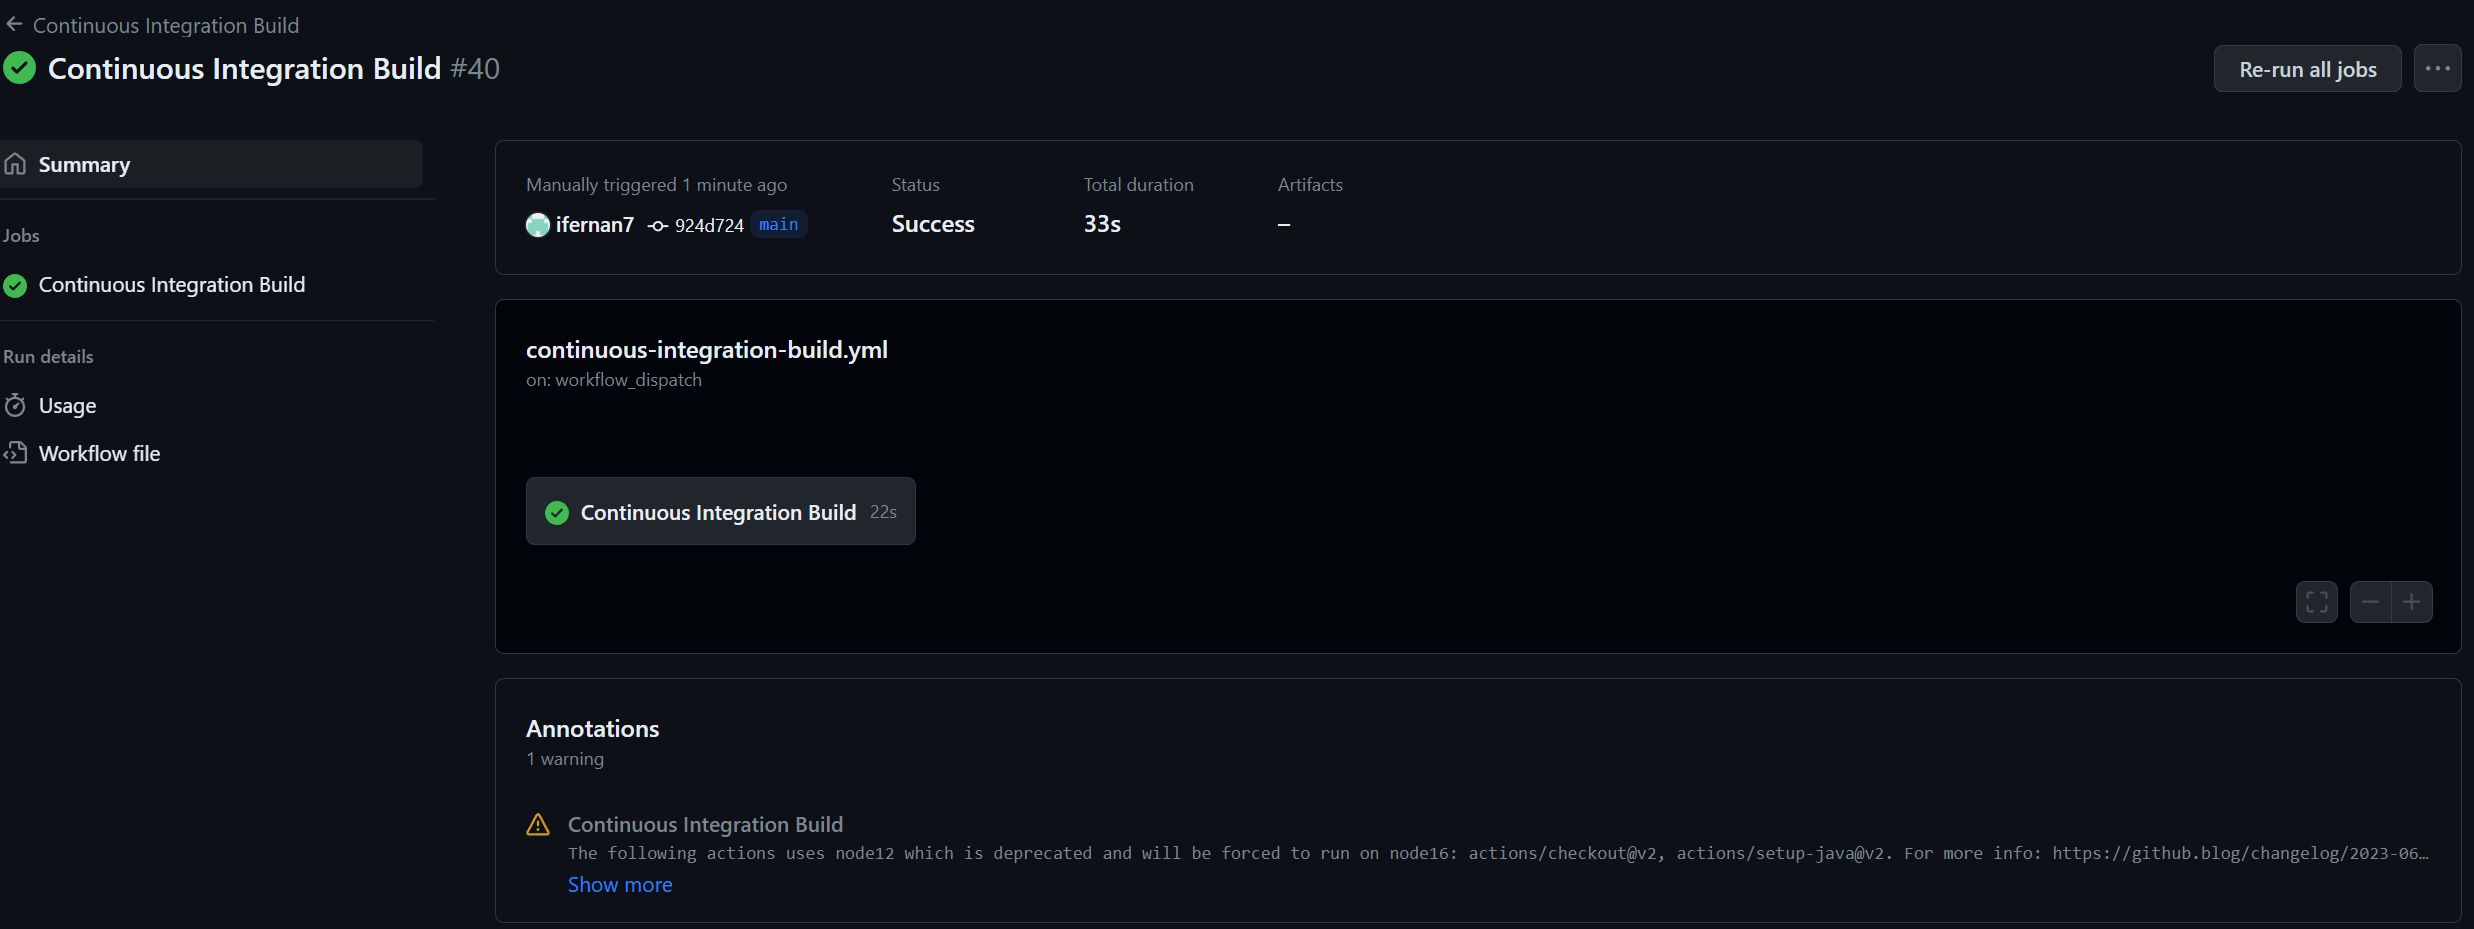 Continuous Integration Build
Continuous Integration Build #40
Re-run all jobs
Summary
Jobs
Continuous Integration Build
Run details
Usage
Workflow file
Manually triggered 1 minute ago
ifernan7 924d724 main
Status
Success
Total duration
33s
Artifacts
–
continuous-integration-build.yml
on: workflow_dispatch
Continuous Integration Build 22s
Annotations
1 warning
Continuous Integration Build
The following actions uses node12 which is deprecated and will be forced to run on node16: actions/checkout@v2, actions/setup-java@v2. For more info: https://github.blog/changelog/2023-06…
Show more